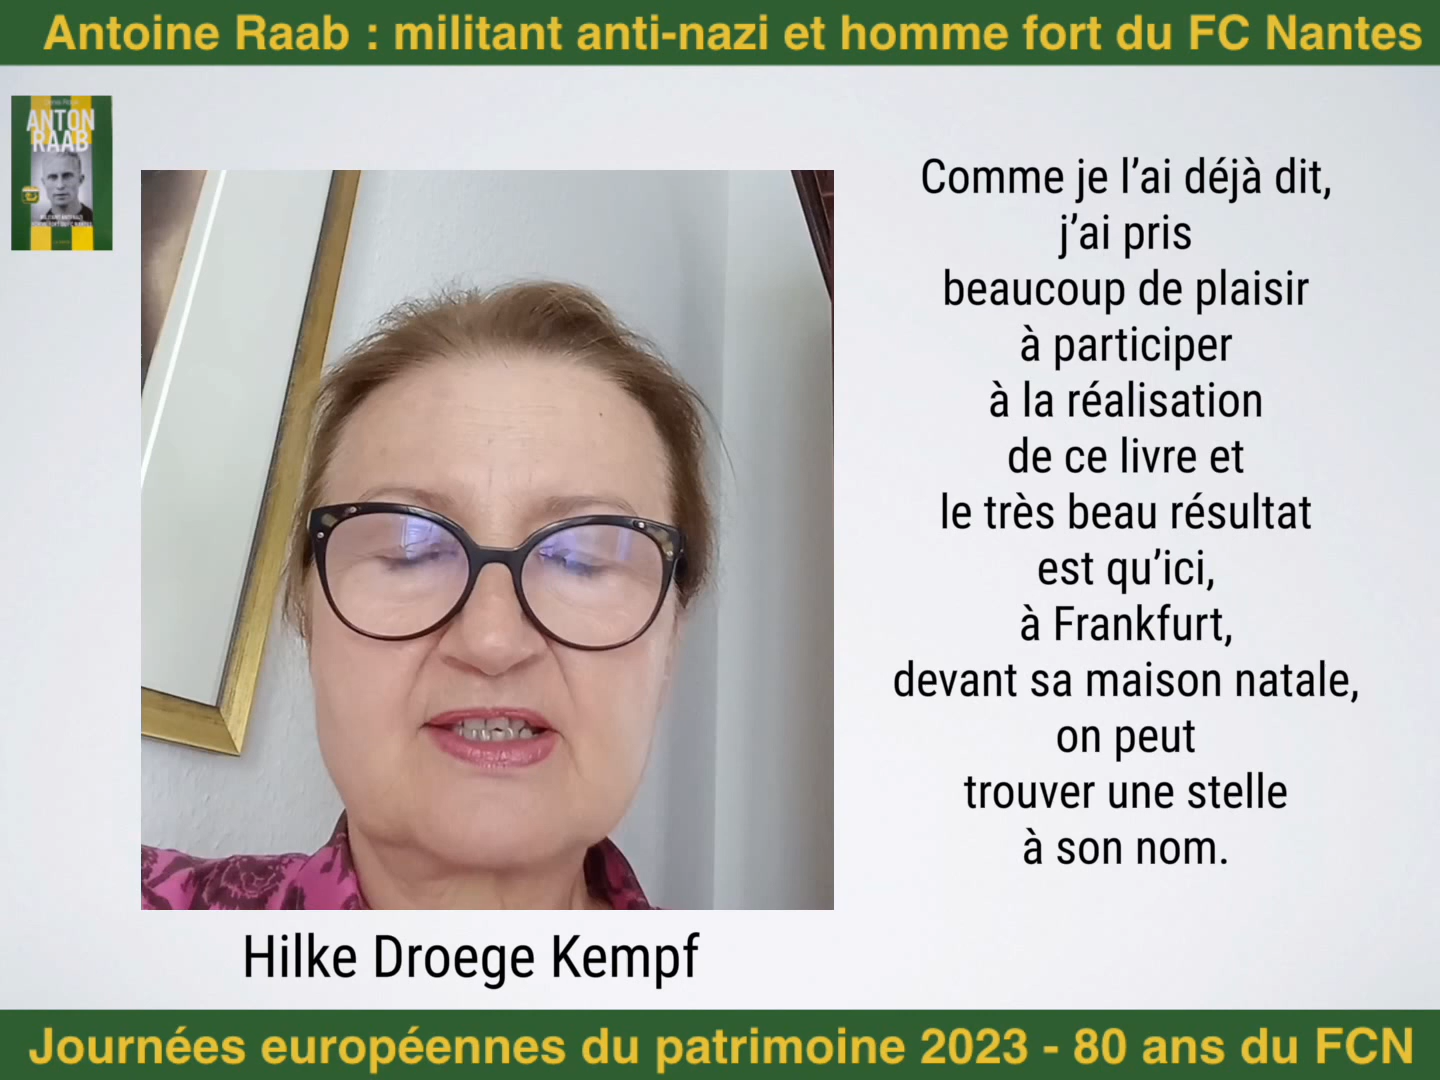 Antoine Raab : militant anti-nazi et homme fort du FC Nantes
ANTON
RAAB
Comme je l’ai déjà dit,
j’ai pris
beaucoup de plaisir
à participer
à la réalisation
de ce livre et
le très beau résultat
est qu’ici,
à Frankfurt,
devant sa maison natale,
on peut
trouver une stelle
à son nom.
Hilke Droege Kempf
Journées européennes du patrimoine 2023 - 80 ans du FCN